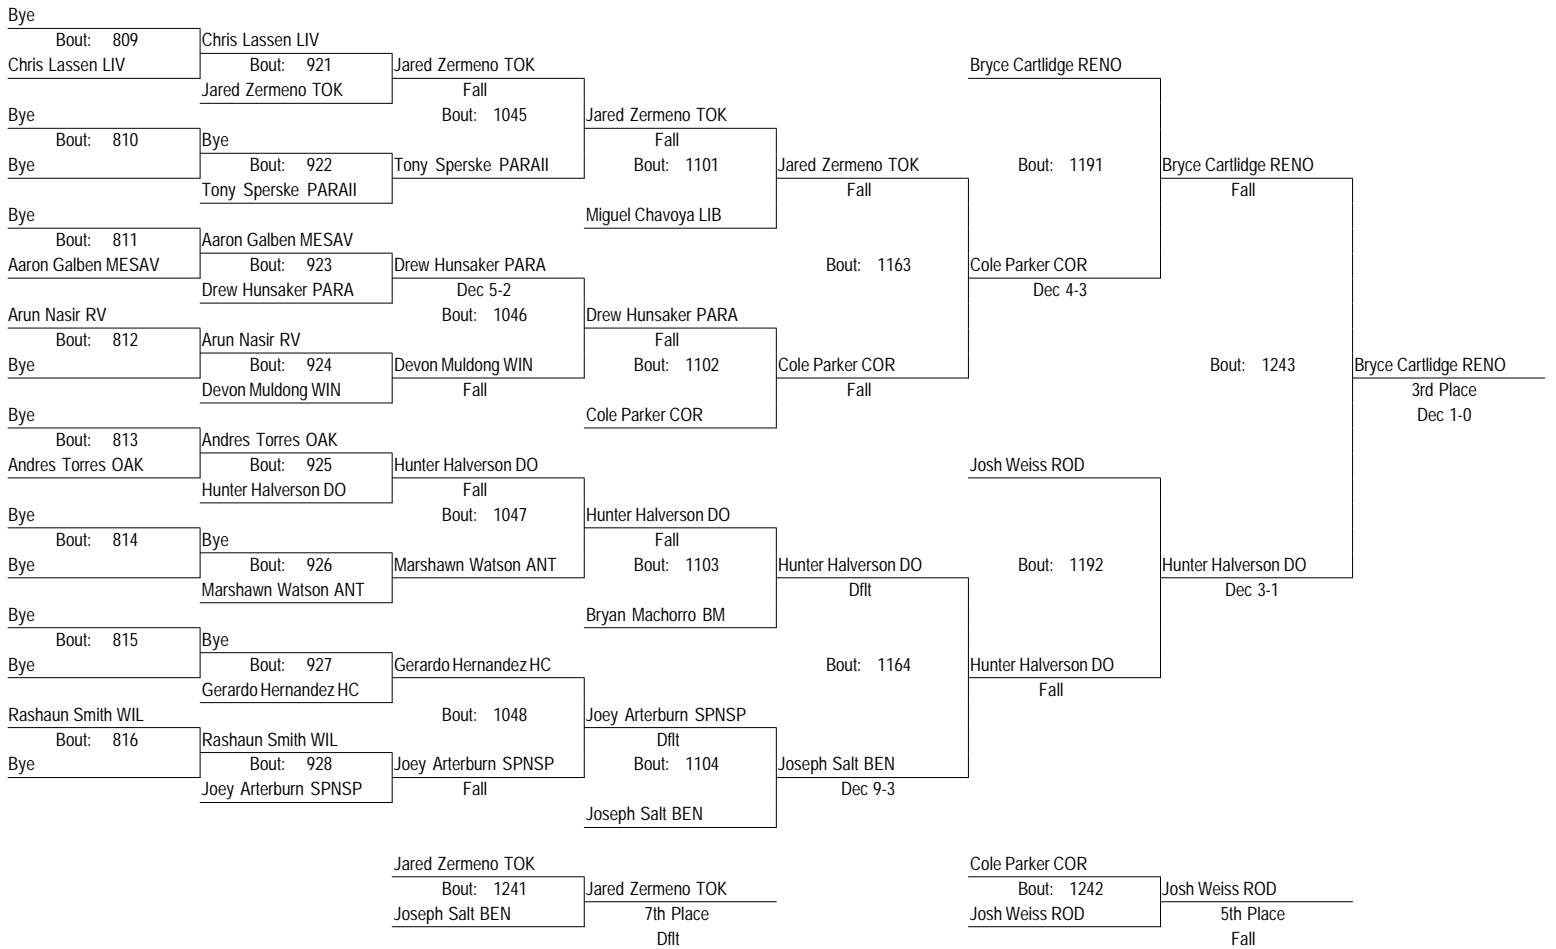 Bye
Bout: 809 Chris Lassen LIV
Chris Lassen LIV Bout: 921 Jared Zermeno TOK Bryce Cartlidge RENO
Jared Zermeno TOK Fall
Bye Bout: 1045 Jared Zermeno TOK
Bout: 810 Bye Fall
Bye Bout: 922 Tony Sperske PARAII Bout: 1101 Jared Zermeno TOK Bout: 1191 Bryce Cartlidge RENO
Tony Sperske PARAII Fall Fall
Bye Miguel Chavoya LIB
Bout: 811 Aaron Galben MESAV
Aaron Galben MESAV Bout: 923 Drew Hunsaker PARA Bout: 1163 Cole Parker COR
Drew Hunsaker PARA Dec 5-2 Dec 4-3
Arun Nasir RV Bout: 1046 Drew Hunsaker PARA
Bout: 812 Arun Nasir RV Fall
Bye Bout: 924 Devon Muldong WIN Bout: 1102 Cole Parker COR Bout: 1243 Bryce Cartlidge RENO
Devon Muldong WIN Fall Fall 3rd Place
Bye Cole Parker COR Dec 1-0
Bout: 813 Andres Torres OAK
Andres Torres OAK Bout: 925 Hunter Halverson DO Josh Weiss ROD
Hunter Halverson DO Fall
Bye Bout: 1047 Hunter Halverson DO
Bout: 814 Bye Fall
Bye Bout: 926 Marshawn Watson ANT Bout: 1103 Hunter Halverson DO Bout: 1192 Hunter Halverson DO
Marshawn Watson ANT Dflt Dec 3-1
Bye Bryan Machorro BM
Bout: 815 Bye
Bye Bout: 927 Gerardo Hernandez HC Bout: 1164 Hunter Halverson DO
Gerardo Hernandez HC Fall
Rashaun Smith WIL Bout: 1048 Joey Arterburn SPNSP
Bout: 816 Rashaun Smith WIL Dflt
Bye Bout: 928 Joey Arterburn SPNSP Bout: 1104 Joseph Salt BEN
Joey Arterburn SPNSP Fall Dec 9-3
Joseph Salt BEN
Jared Zermeno TOK Cole Parker COR
Bout: 1241 Jared Zermeno TOK Bout: 1242 Josh Weiss ROD
Joseph Salt BEN 7th Place Josh Weiss ROD 5th Place
Dflt Fall